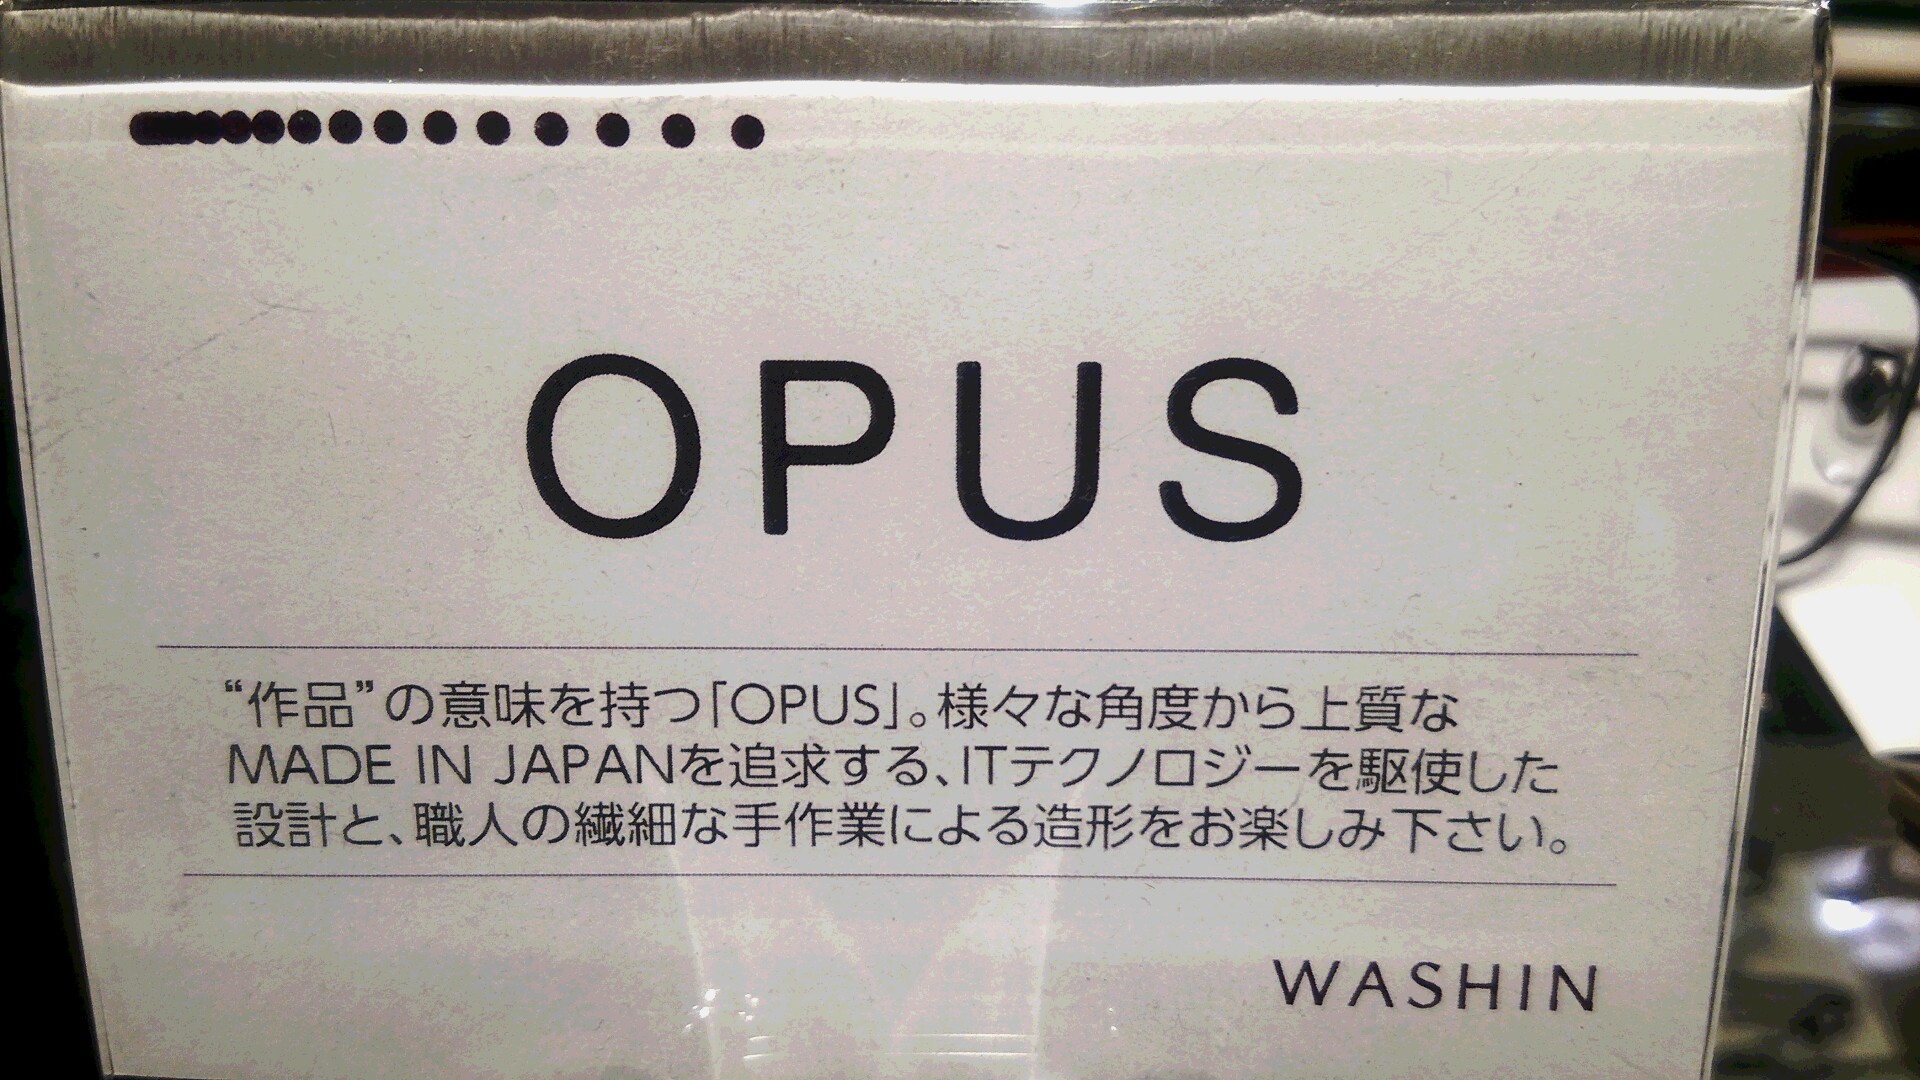 OPUS
“作品”の意味を持つ「OPUS」。様々な角度から上質な
MADE IN JAPANを追求する、ITテクノロジーを駆使した
設計と、職人の繊細な手作業による造形をお楽しみ下さい。
WASHIN